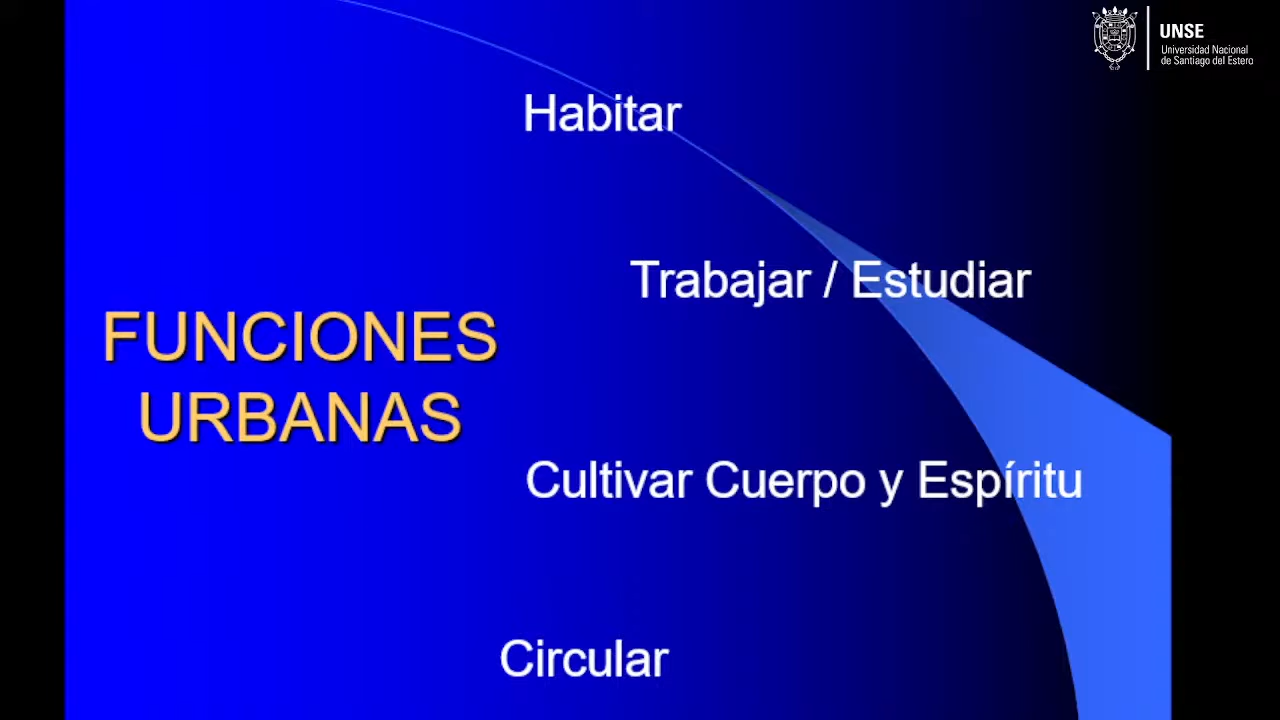 UNSE
Universidad Nacional
de Santiago del Estero
Habitar
Trabajar / Estudiar
FUNCIONES
URBANAS
Cultivar Cuerpo y Espíritu
Circular